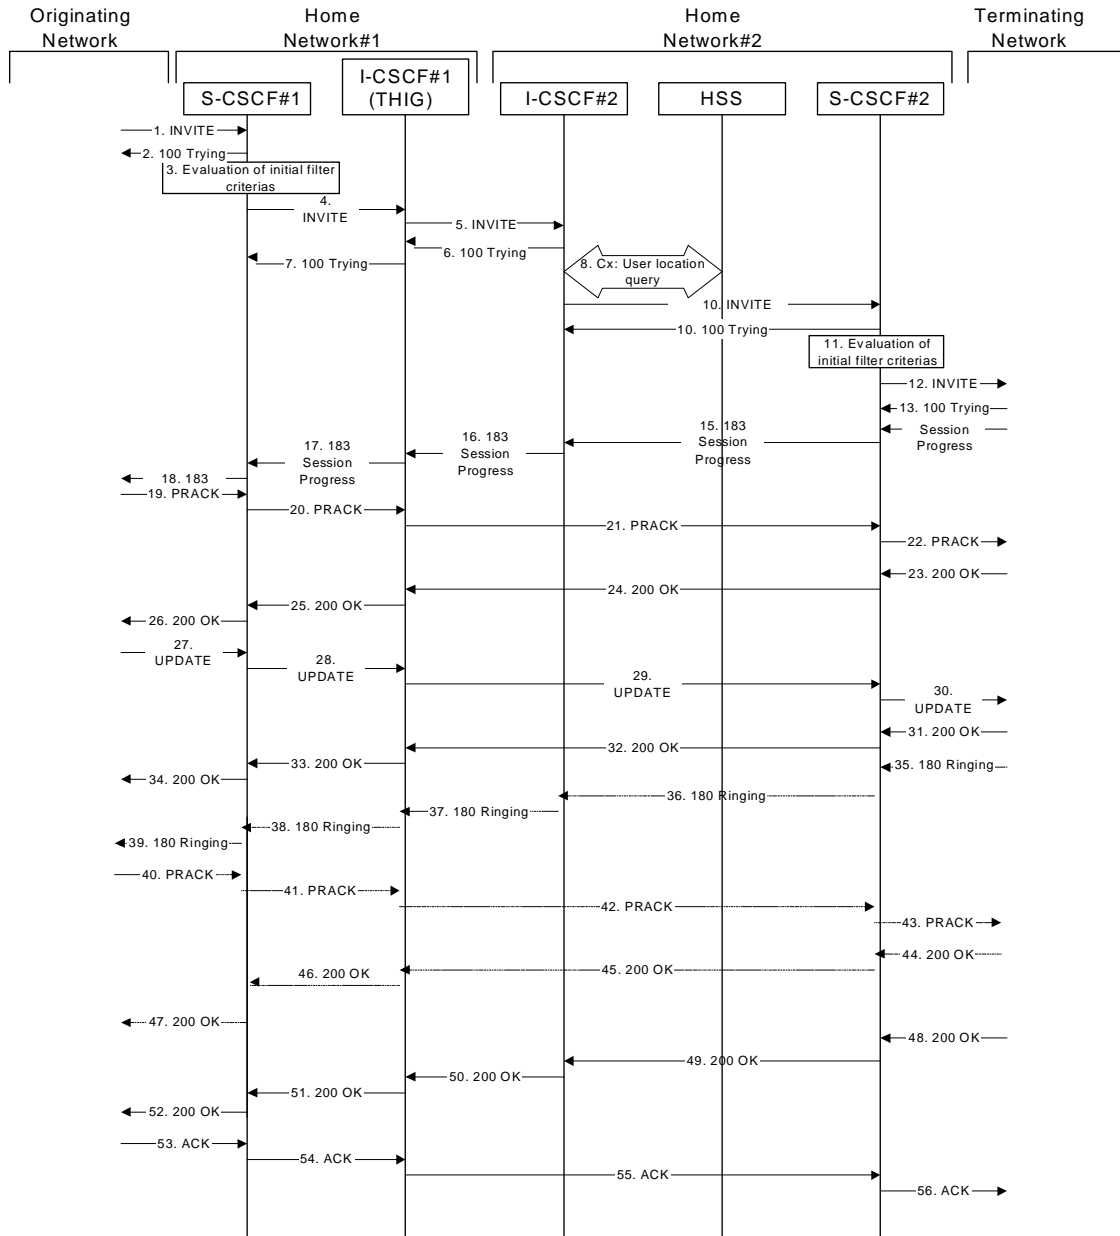 Originating
Network
Home
Network#1
Home
Network#2
Terminating
Network
S-CSCF#1
I-CSCF#1
(THIG)
I-CSCF#2
HSS
S-CSCF#2
1. INVITE
2. 100 Trying
3. Evaluation of initial filter
criterias
4.
INVITE
5. INVITE
6. 100 Trying
7. 100 Trying
8. Cx: User location
query
10. INVITE
10. 100 Trying
11. Evaluation of
initial filter criterias
12. INVITE
13. 100 Trying
Session
Progress
15. 183
Session
Progress
16. 183
Session
Progress
17. 183
Session
Progress
18. 183
19. PRACK
20. PRACK
21. PRACK
22. PRACK
23. 200 OK
24. 200 OK
25. 200 OK
26. 200 OK
27.
UPDATE
28.
UPDATE
29.
UPDATE
30.
UPDATE
31. 200 OK
32. 200 OK
33. 200 OK
34. 200 OK
35. 180 Ringing
36. 180 Ringing
37. 180 Ringing
38. 180 Ringing
39. 180 Ringing
40. PRACK
41. PRACK
42. PRACK
43. PRACK
44. 200 OK
45. 200 OK
46. 200 OK
47. 200 OK
48. 200 OK
49. 200 OK
50. 200 OK
51. 200 OK
52. 200 OK
53. ACK
54. ACK
55. ACK
56. ACK